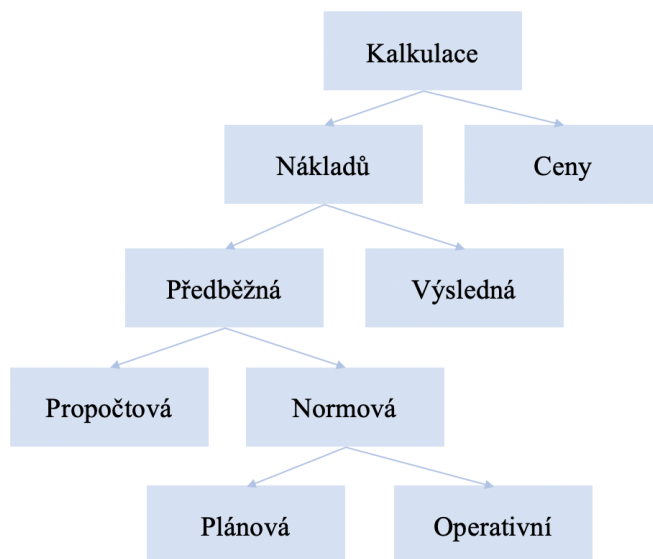 Kalkulace
Nákladů
Ceny
Předběžná
Výsledná
Propočtová
Normová
Plánová
Operativní